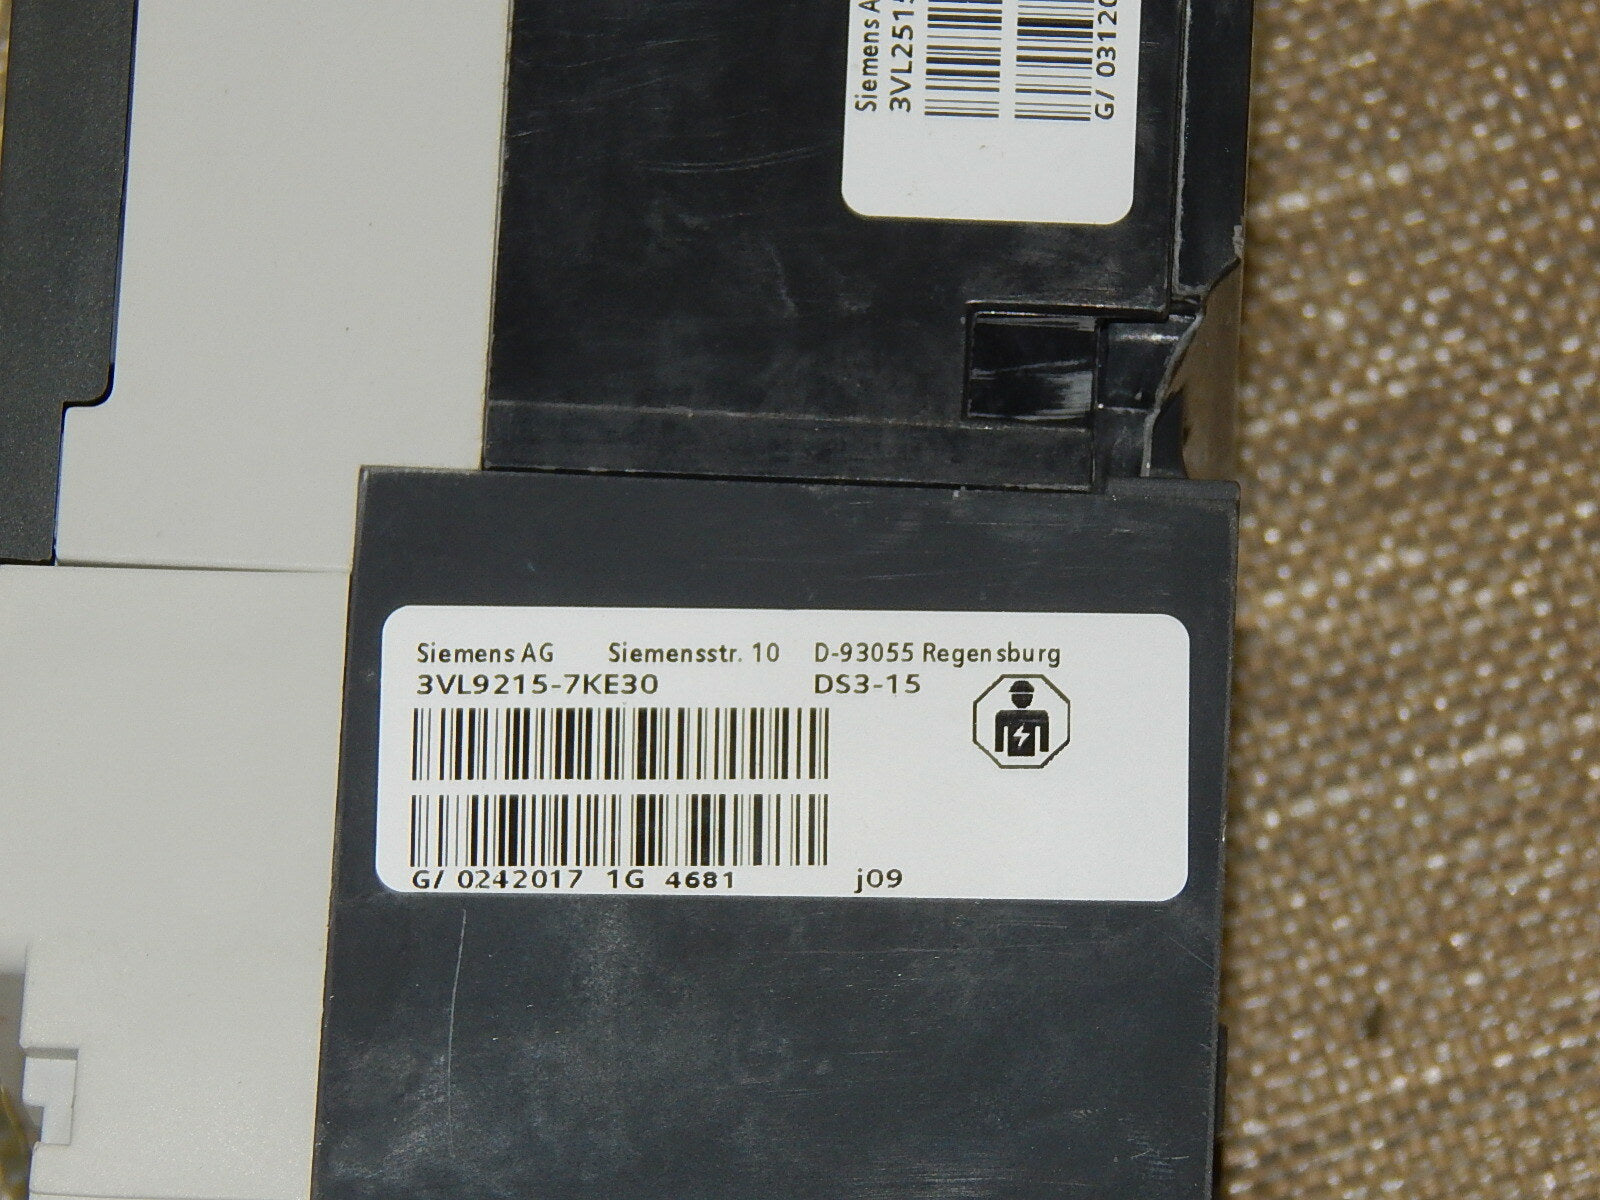 Siemens
3VL251
G/ 0312
Siemens AG Siemensstr. 10 D-93055 Regensburg
3VL9215-7KE30 DS3-15
G/ 0242017 1G 4681 j09